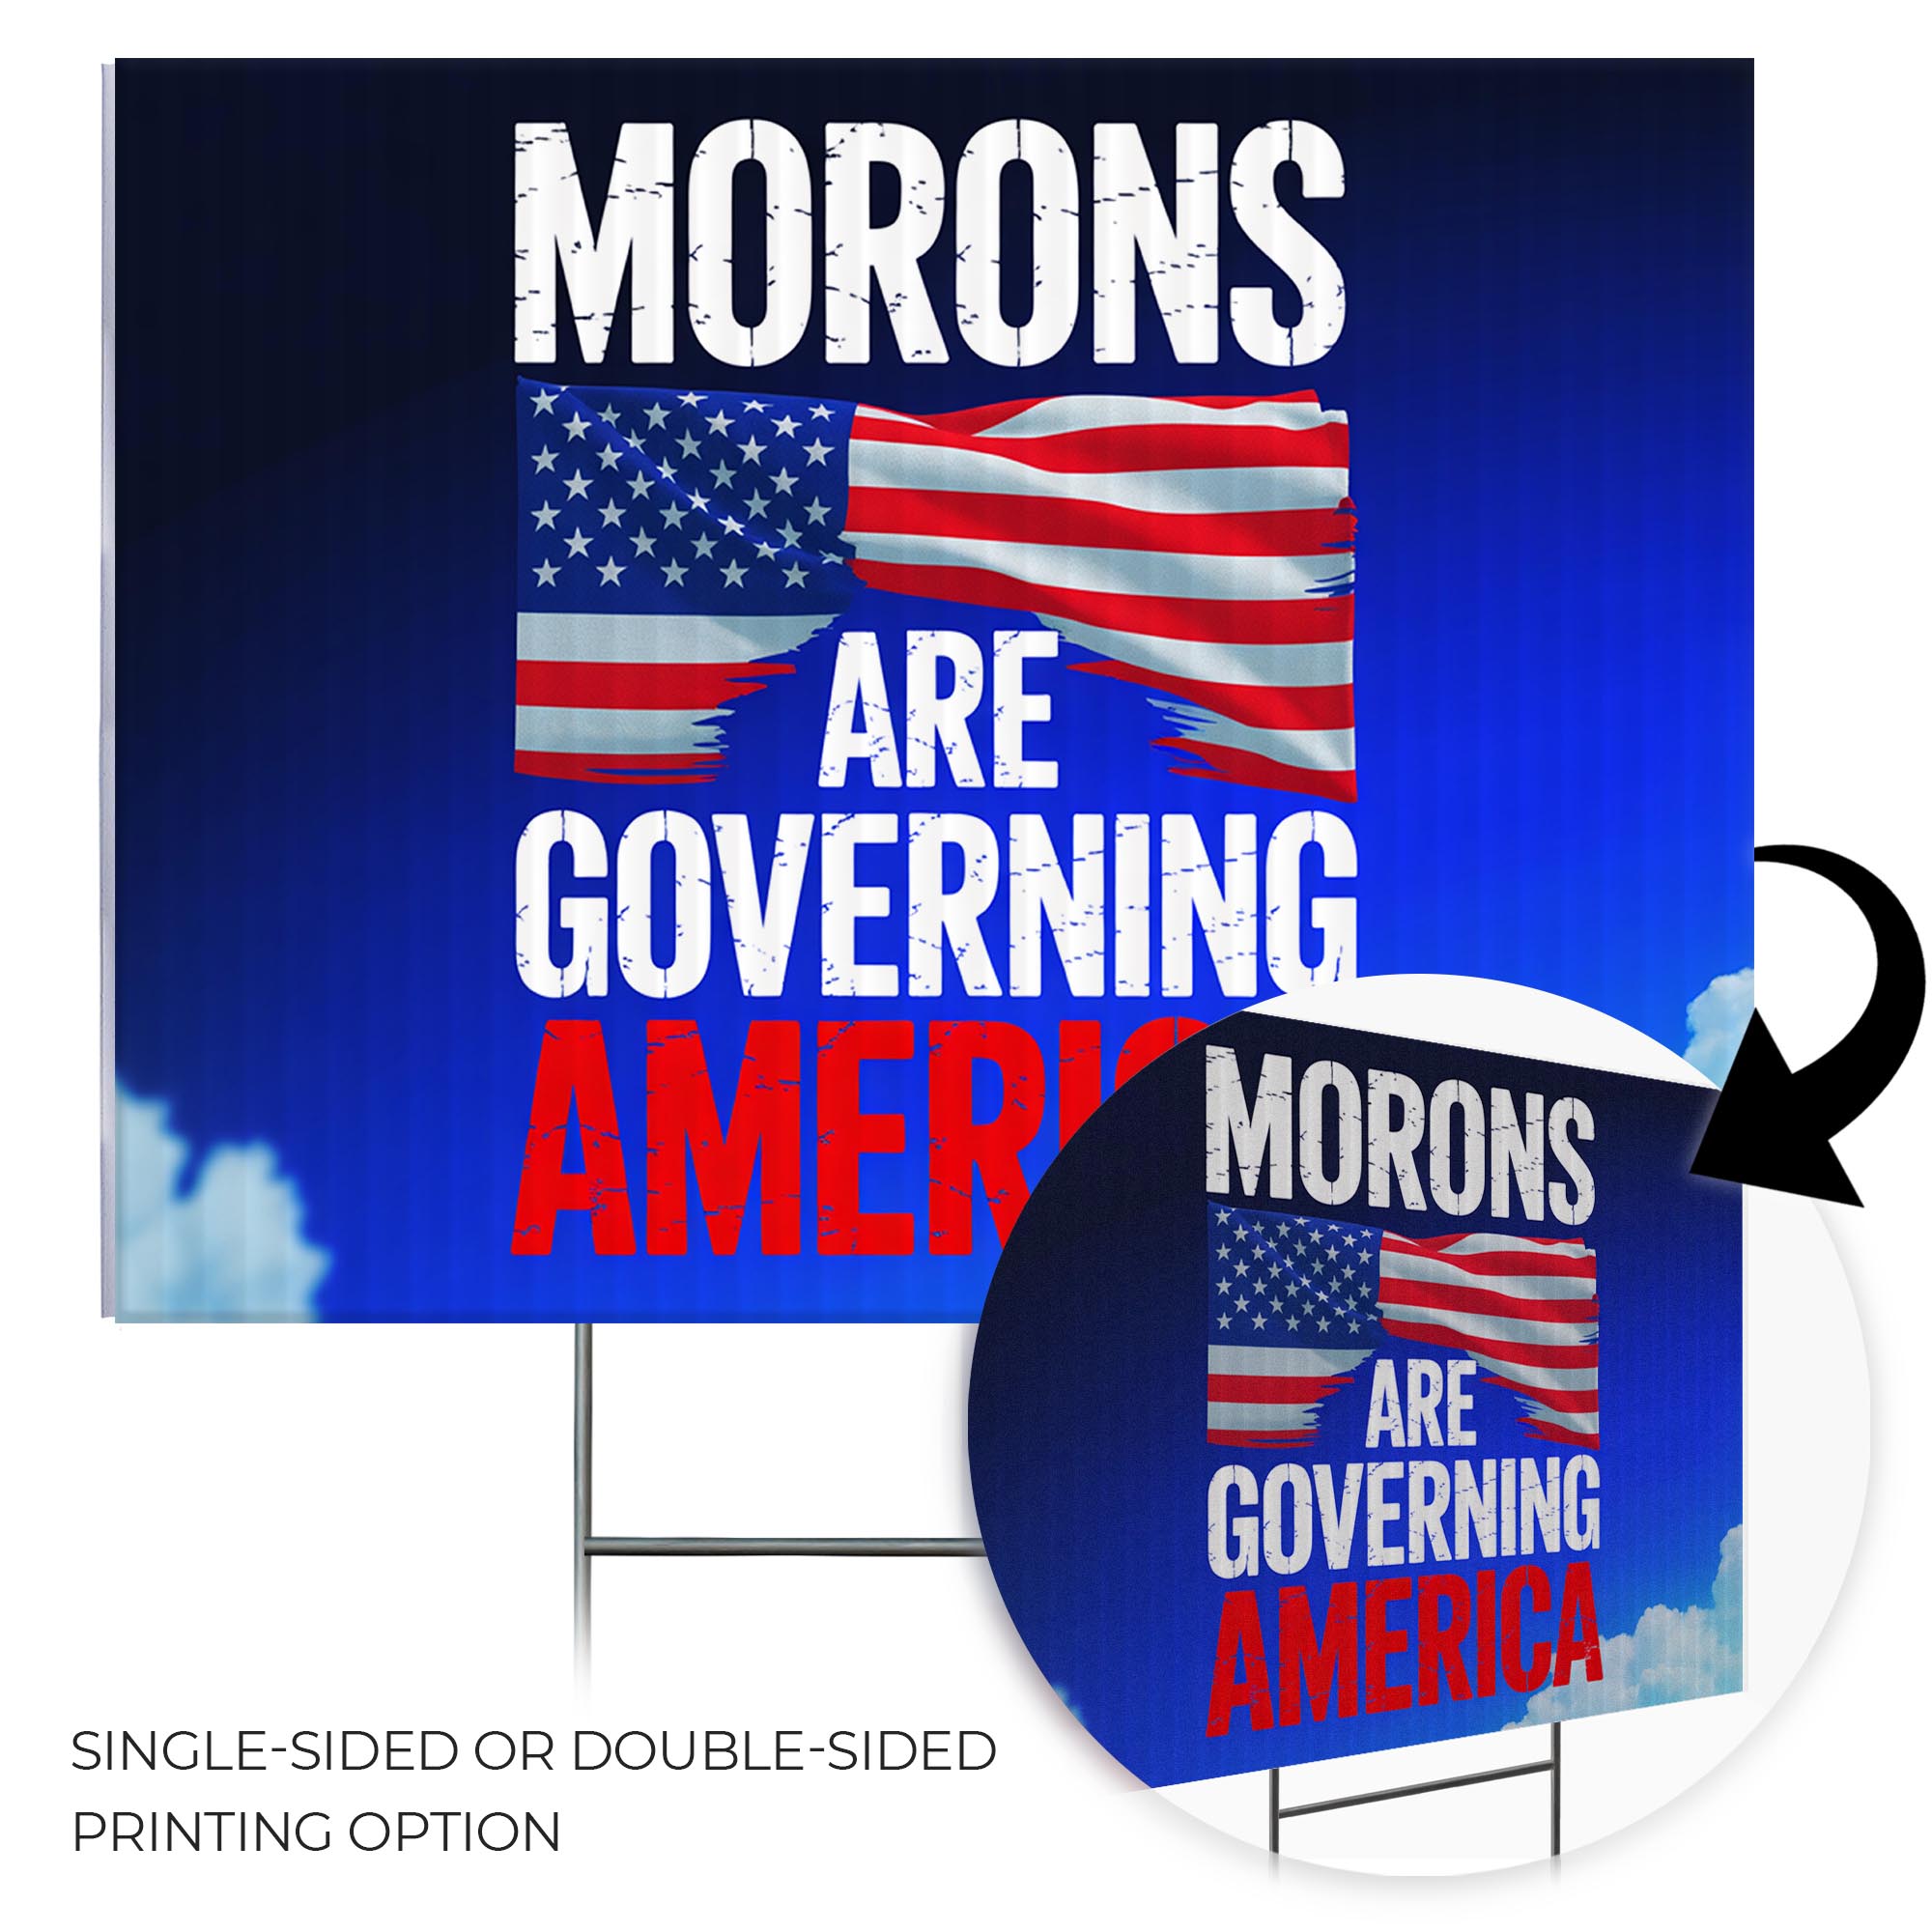 MORONS
ARE
GOVERNING
AMERIC
MORONS
ARE
GOVERNING
AMERICA
SINGLE-SIDED OR DOUBLE-SIDED
PRINTING OPTION